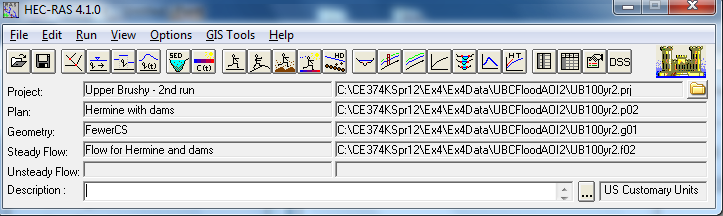 HEC-RAS 4.1.0
File Edit Run View Options GIS Tools Help
SED C(t) HD HT DSS
Project: Upper Brushy - 2nd run C:\CE374KSpr12\Ex4\Ex4Data\UBCFloodAOI2\UB100yr2.prj
Plan: Hermine with dams C:\CE374KSpr12\Ex4\Ex4Data\UBCFloodAOI2\UB100yr2.p02
Geometry: FewerCS C:\CE374KSpr12\Ex4\Ex4Data\UBCFloodAOI2\UB100yr2.g01
Steady Flow: Flow for Hermine and dams C:\CE374KSpr12\Ex4\Ex4Data\UBCFloodAOI2\UB100yr2.f02
Unsteady Flow:
Description : ... US Customary Units